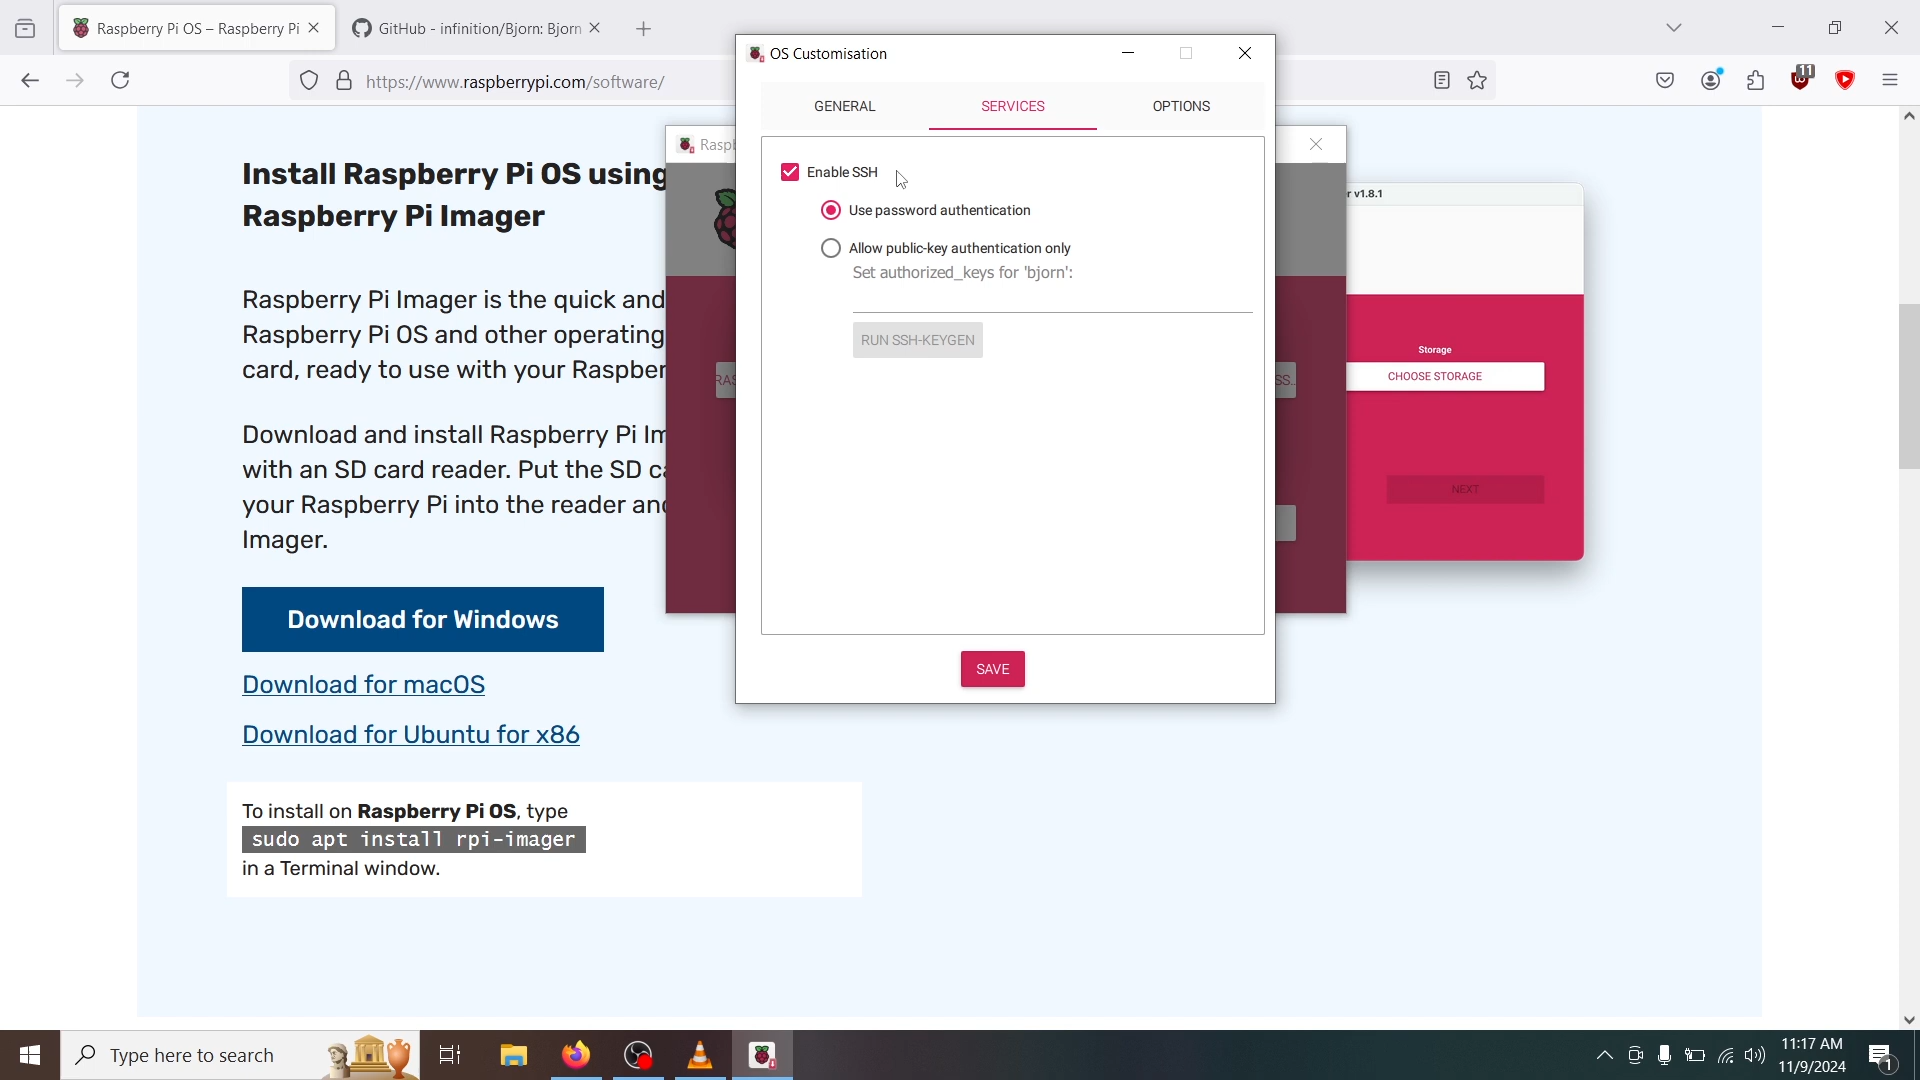 Raspberry Pi OS – Raspberry Pi
GitHub - infinition/Bjorn: Bjorn
https://www.raspberrypi.com/software/
11
OS Customisation
GENERAL
SERVICES
OPTIONS
Enable SSH
Use password authentication
Allow public-key authentication only
Set authorized_keys for 'bjorn':
RUN SSH-KEYGEN
SAVE
Raspb
RAS
SS...
r v1.8.1
Storage
CHOOSE STORAGE
NEXT
Install Raspberry Pi OS using
Raspberry Pi Imager
Raspberry Pi Imager is the quick and
Raspberry Pi OS and other operating
card, ready to use with your Raspber
Download and install Raspberry Pi Im
with an SD card reader. Put the SD ca
your Raspberry Pi into the reader and
Imager.
Download for Windows
Download for macOS
Download for Ubuntu for x86
To install on Raspberry Pi OS, type
sudo apt install rpi-imager
in a Terminal window.
Type here to search
11:17 AM
11/9/2024
1